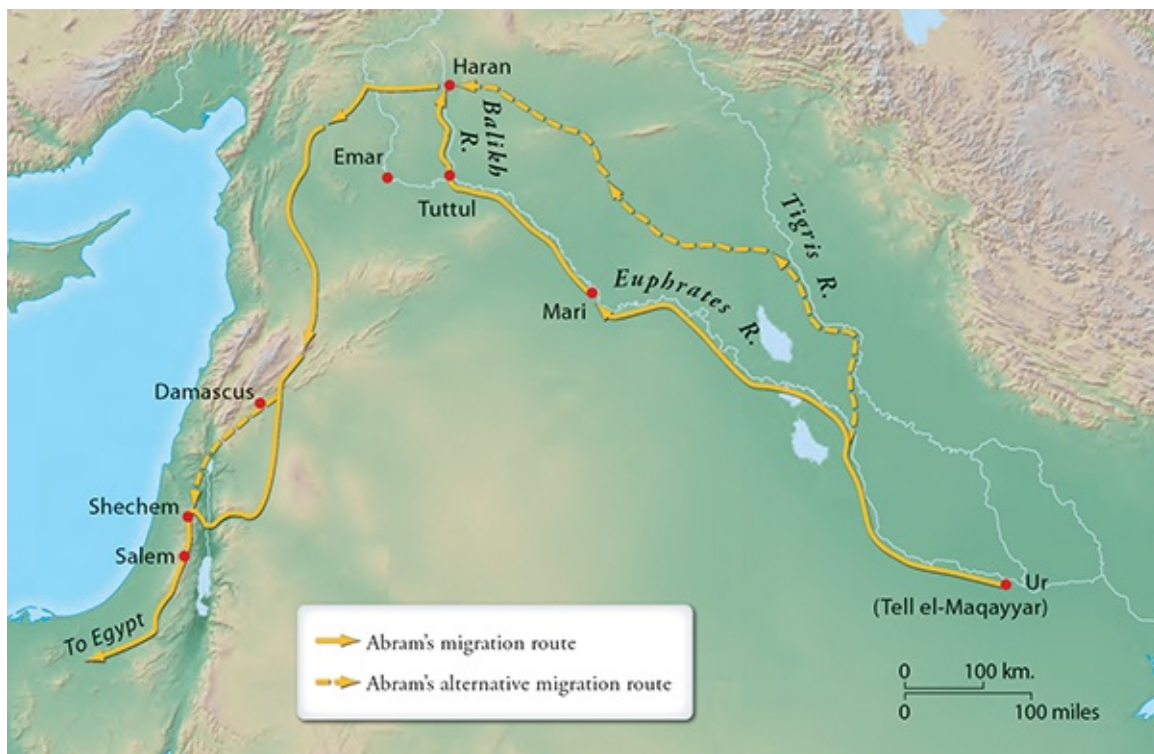 Haran
Balikh
R.
Emar
Tuttul
Tigris R.
Euphrates R.
Mari
Damascus
Shechem
Salem
To Egypt
Ur
(Tell el-Maqayyar)
Abram's migration route
Abram's alternative migration route
0 100 km.
0 100 miles